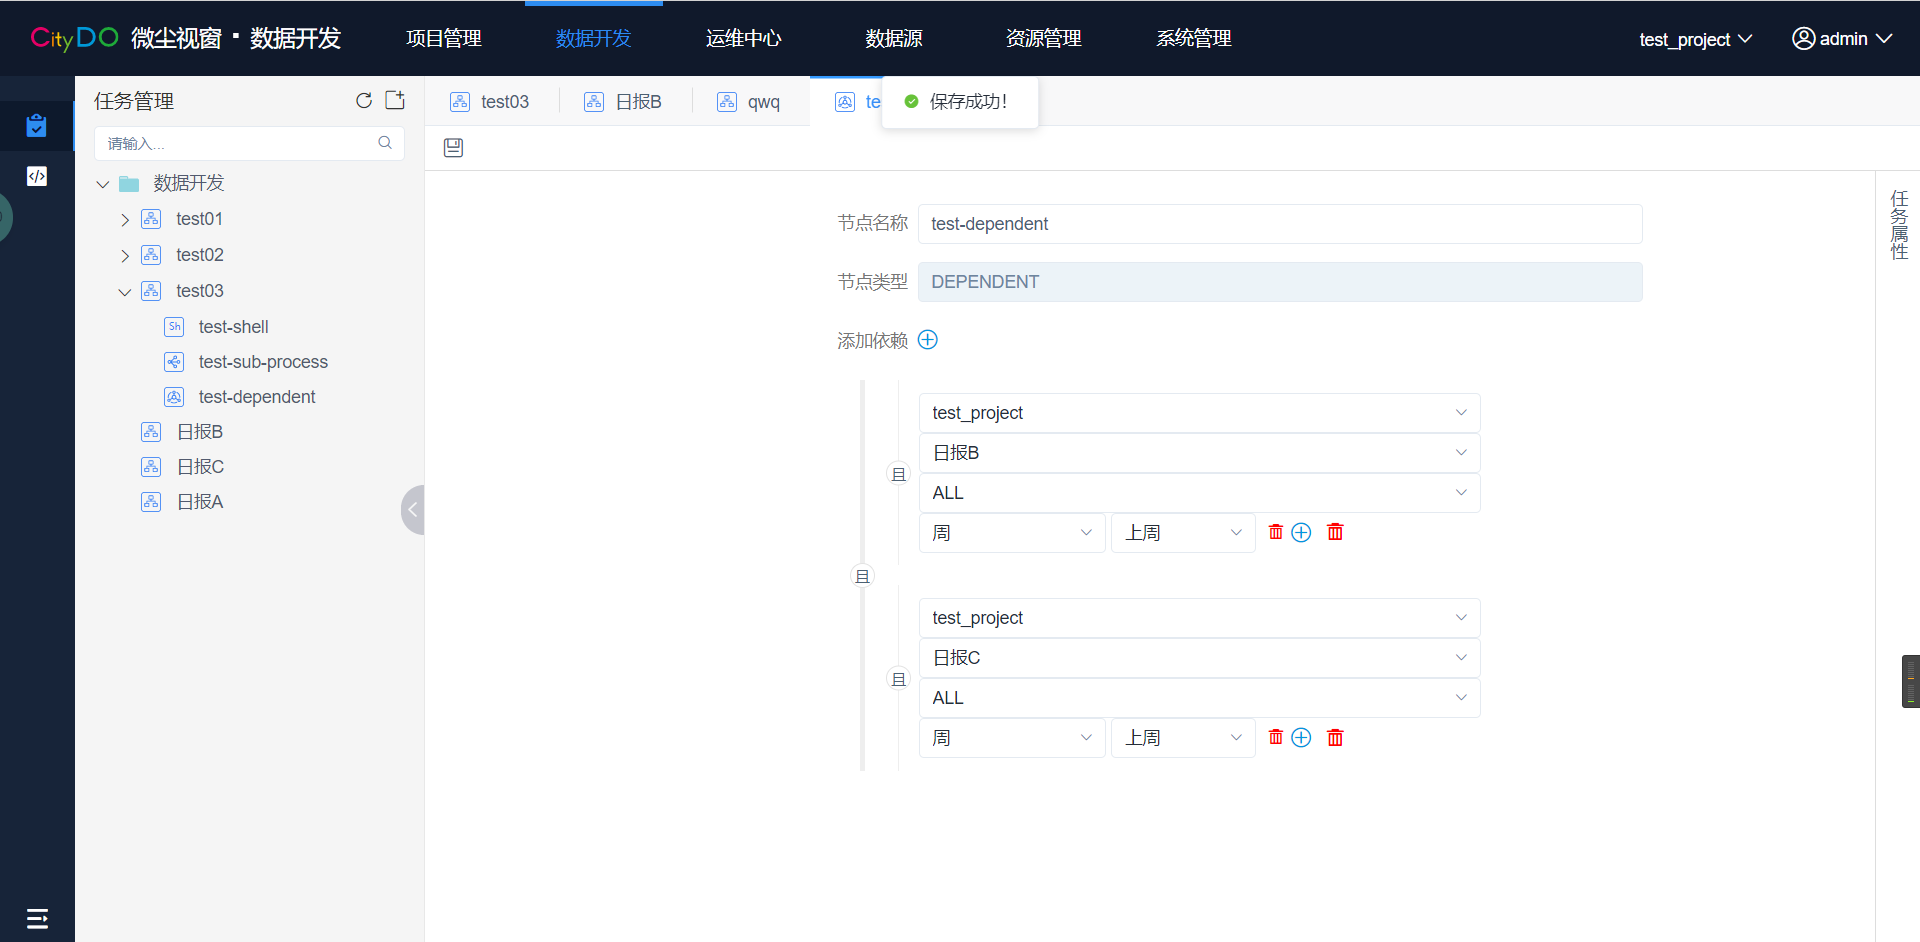 CityDO 微尘视窗·数据开发
项目管理
数据开发
运维中心
数据源
资源管理
系统管理
test_project
admin
任务管理
请输入...
数据开发
test01
test02
test03
Sh test-shell
test-sub-process
test-dependent
日报B
日报C
日报A
test03
日报B
qwq
te
保存成功!
节点名称
test-dependent
节点类型
DEPENDENT
添加依赖
且
且
test_project
日报B
ALL
周
上周
且
test_project
日报C
ALL
周
上周
任务属性